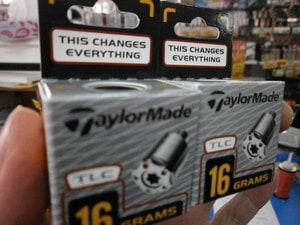 THIS CHANGES
EVERYTHING
THIS CHANGES
EVERYTHING
TaylorMade
TaylorMade
TLC
TLC
16
GRAMS
16
GRAMS